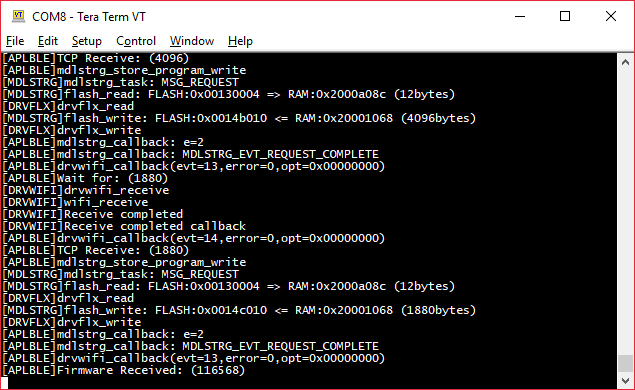 COM8 - Tera Term VT
File Edit Setup Control Window Help
[APLBLE]TCP Receive: (4096)
[APLBLE]mdlstrg_store_program_write
[MDLSTRG]mdlstrg_task: MSG_REQUEST
[MDLSTRG]flash_read: FLASH:0x00130004 => RAM:0x2000a08c (12bytes)
[DRVFLX]drvflx_read
[MDLSTRG]flash_write: FLASH:0x0014b010 <= RAM:0x20001068 (4096bytes)
[DRVFLX]drvflx_write
[APLBLE]mdlstrg_callback: e=2
[APLBLE]mdlstrg_callback: MDLSTRG_EVT_REQUEST_COMPLETE
[APLBLE]drvwifi_callback(evt=13,error=0,opt=0x00000000)
[APLBLE]Wait for: (1880)
[DRVWIFI]drvwifi_receive
[DRVWIFI]wifi_receive
[DRVWIFI]Receive completed
[DRVWIFI]Receive completed callback
[APLBLE]drvwifi_callback(evt=14,error=0,opt=0x00000000)
[APLBLE]TCP Receive: (1880)
[APLBLE]mdlstrg_store_program_write
[MDLSTRG]mdlstrg_task: MSG_REQUEST
[MDLSTRG]flash_read: FLASH:0x00130004 => RAM:0x2000a08c (12bytes)
[DRVFLX]drvflx_read
[MDLSTRG]flash_write: FLASH:0x0014c010 <= RAM:0x20001068 (1880bytes)
[DRVFLX]drvflx_write
[APLBLE]mdlstrg_callback: e=2
[APLBLE]mdlstrg_callback: MDLSTRG_EVT_REQUEST_COMPLETE
[APLBLE]drvwifi_callback(evt=13,error=0,opt=0x00000000)
[APLBLE]Firmware Received: (116568)